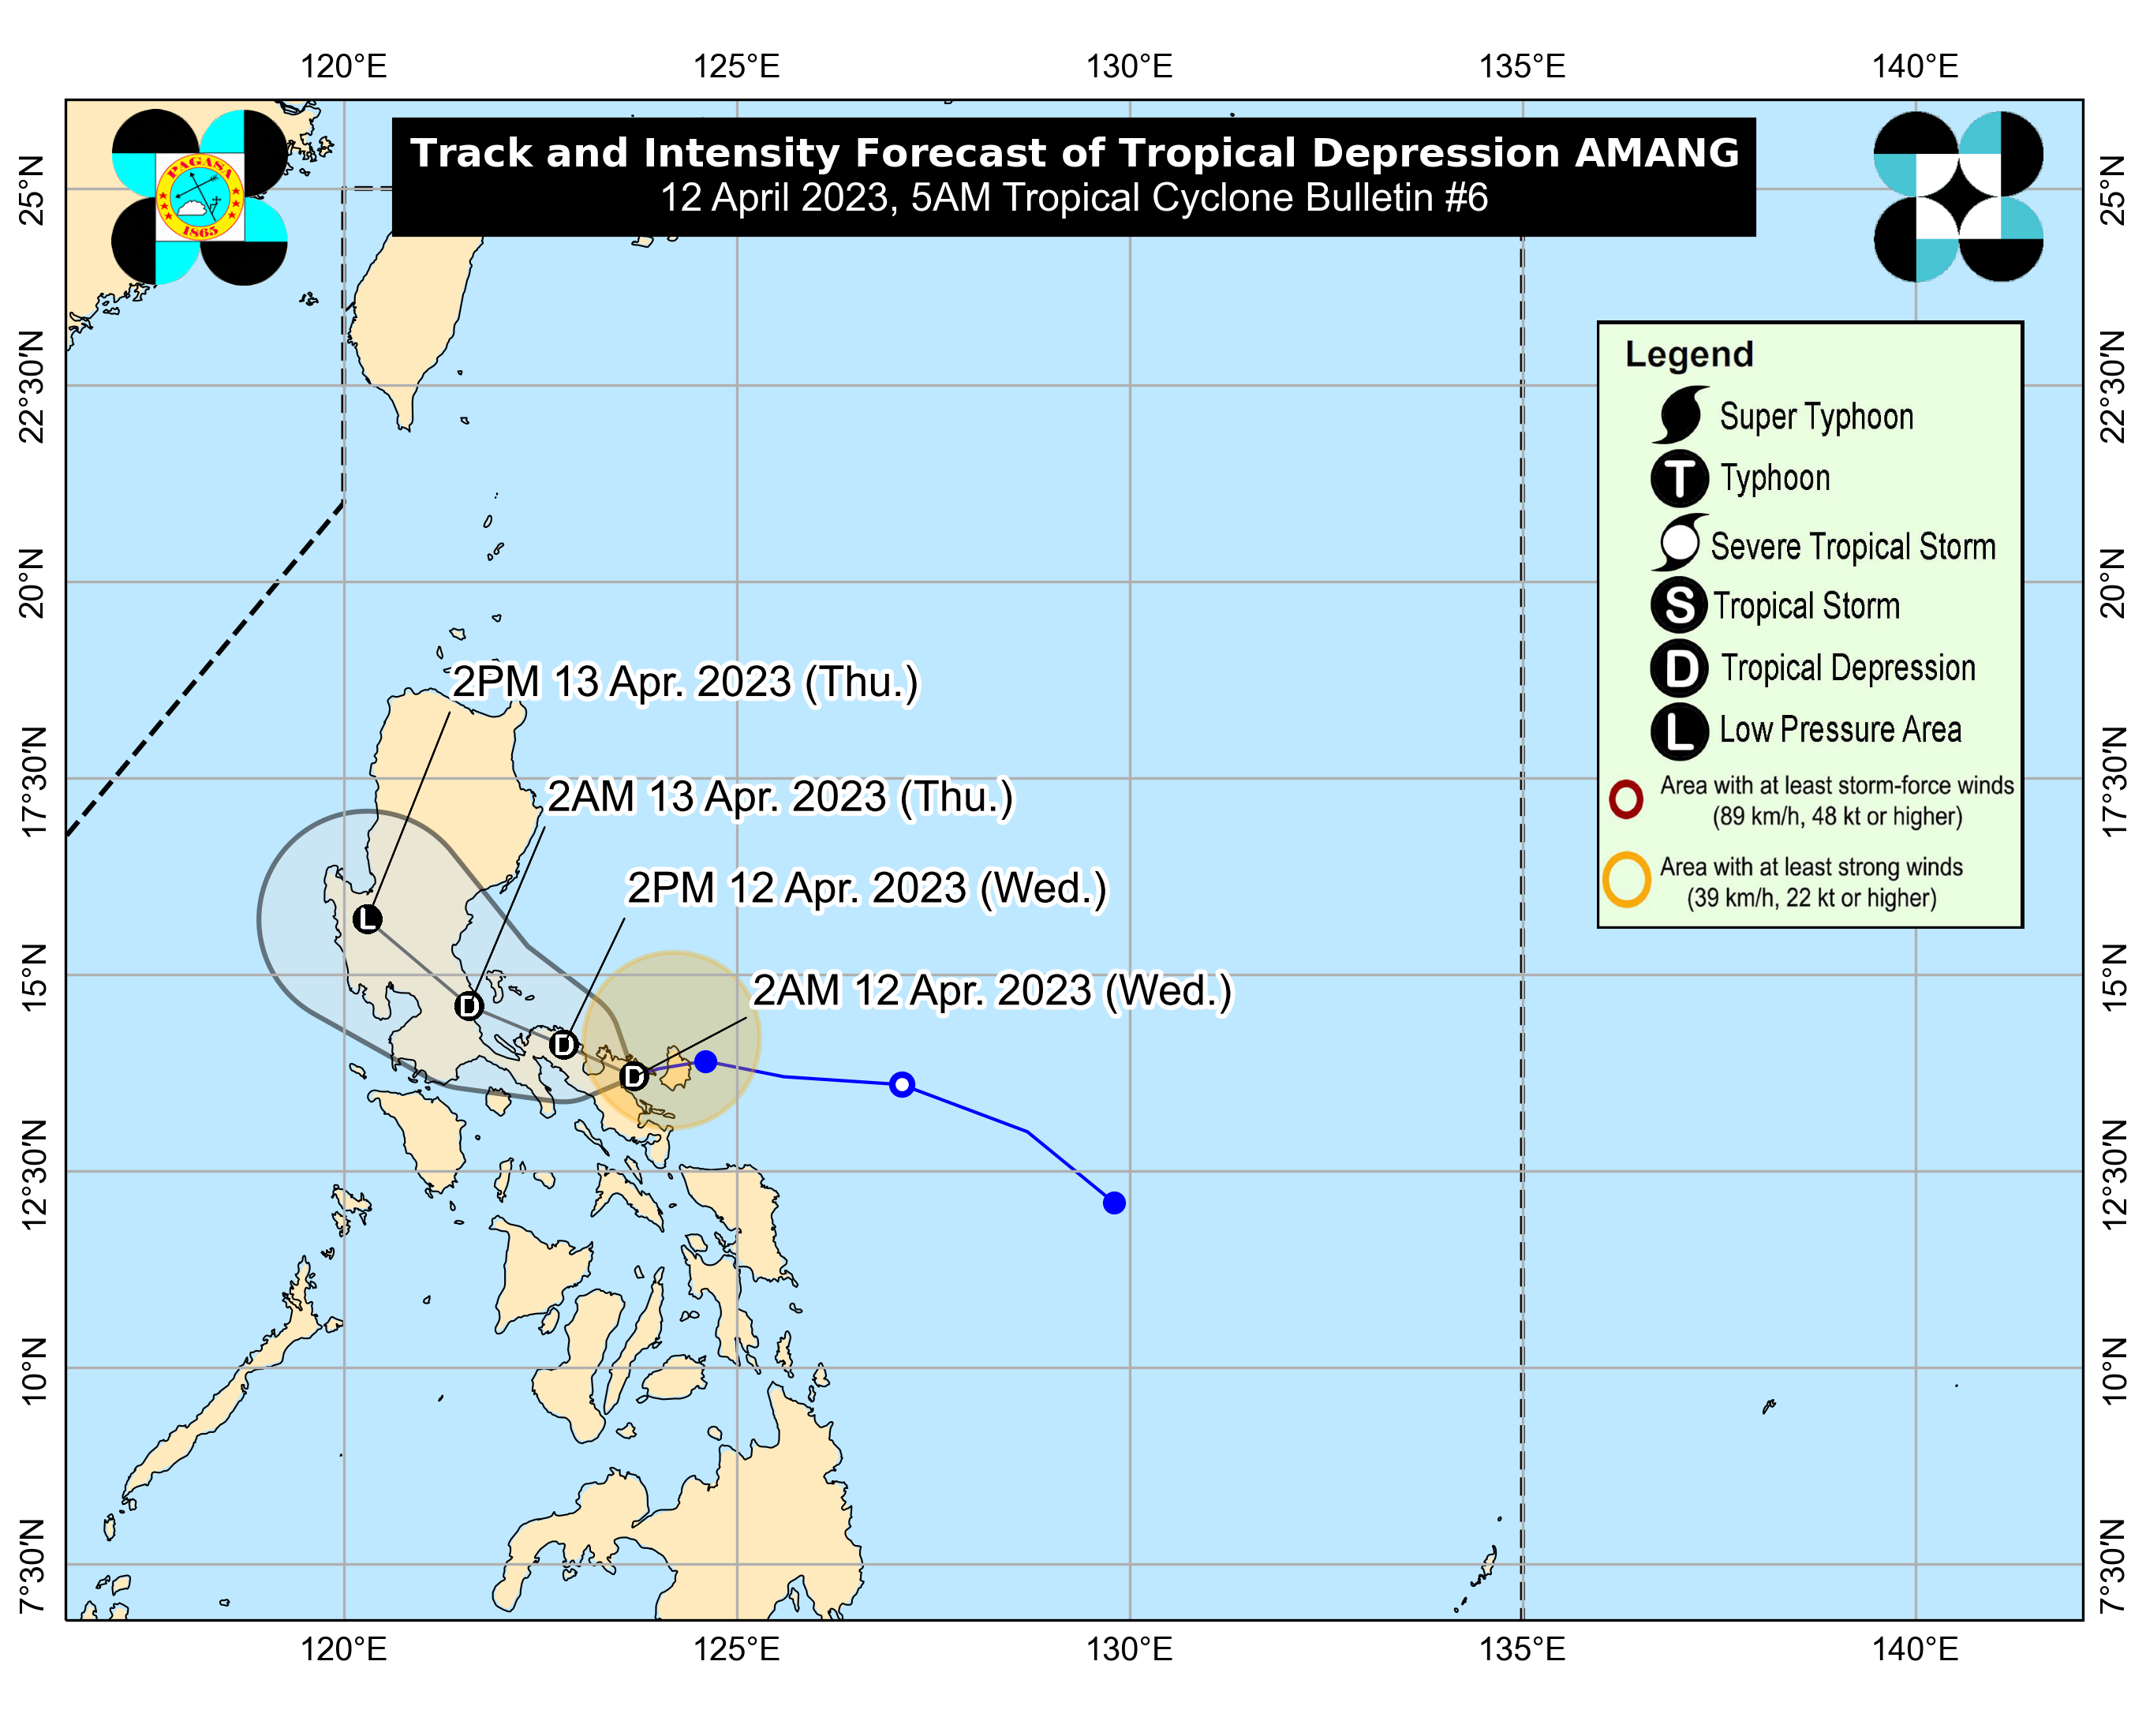 120°E 125°E 130°E 135°E 140°E
Track and Intensity Forecast of Tropical Depression AMANG
12 April 2023, 5AM Tropical Cyclone Bulletin #6
PAGASA
1865
25°N 25°N
22°30'N 22°30'N
20°N 20°N
17°30'N 17°30'N
15°N 15°N
12°30'N 12°30'N
10°N 10°N
7°30'N 7°30'N
Legend
Super Typhoon
T Typhoon
Severe Tropical Storm
S Tropical Storm
D Tropical Depression
L Low Pressure Area
Area with at least storm-force winds
(89 km/h, 48 kt or higher)
Area with at least strong winds
(39 km/h, 22 kt or higher)
2PM 13 Apr. 2023 (Thu.)
2AM 13 Apr. 2023 (Thu.)
2PM 12 Apr. 2023 (Wed.)
2AM 12 Apr. 2023 (Wed.)
L
D
D
D
120°E 125°E 130°E 135°E 140°E